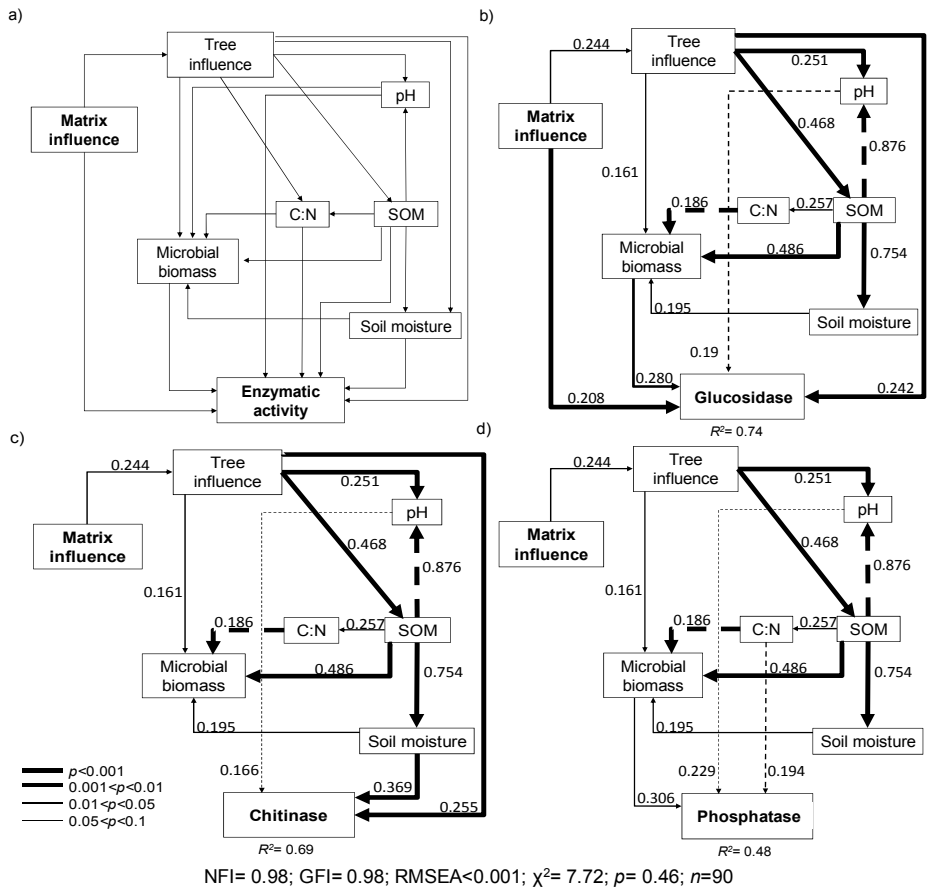 a)
Tree
influence
pH
Matrix
influence
C:N
SOM
Microbial
biomass
Soil moisture
Enzymatic
activity
b)
0.244
Tree
influence
0.251
pH
Matrix
influence
0.468
0.876
0.161
0.186
C:N
0.257
SOM
Microbial
biomass
0.486
0.754
0.195
Soil moisture
0.19
0.280
0.208
Glucosidase
0.242
R²= 0.74
c)
0.244
Tree
influence
0.251
pH
Matrix
influence
0.468
0.876
0.161
0.186
C:N
0.257
SOM
Microbial
biomass
0.486
0.754
0.195
Soil moisture
0.166
0.369
0.255
Chitinase
R²= 0.69
p<0.001
0.001<p<0.01
0.01<p<0.05
0.05<p<0.1
d)
0.244
Tree
influence
0.251
pH
Matrix
influence
0.468
0.876
0.161
0.186
C:N
0.257
SOM
Microbial
biomass
0.486
0.754
0.195
Soil moisture
0.229
0.194
0.306
Phosphatase
R²= 0.48
NFI= 0.98; GFI= 0.98; RMSEA<0.001; χ²= 7.72; p= 0.46; n=90